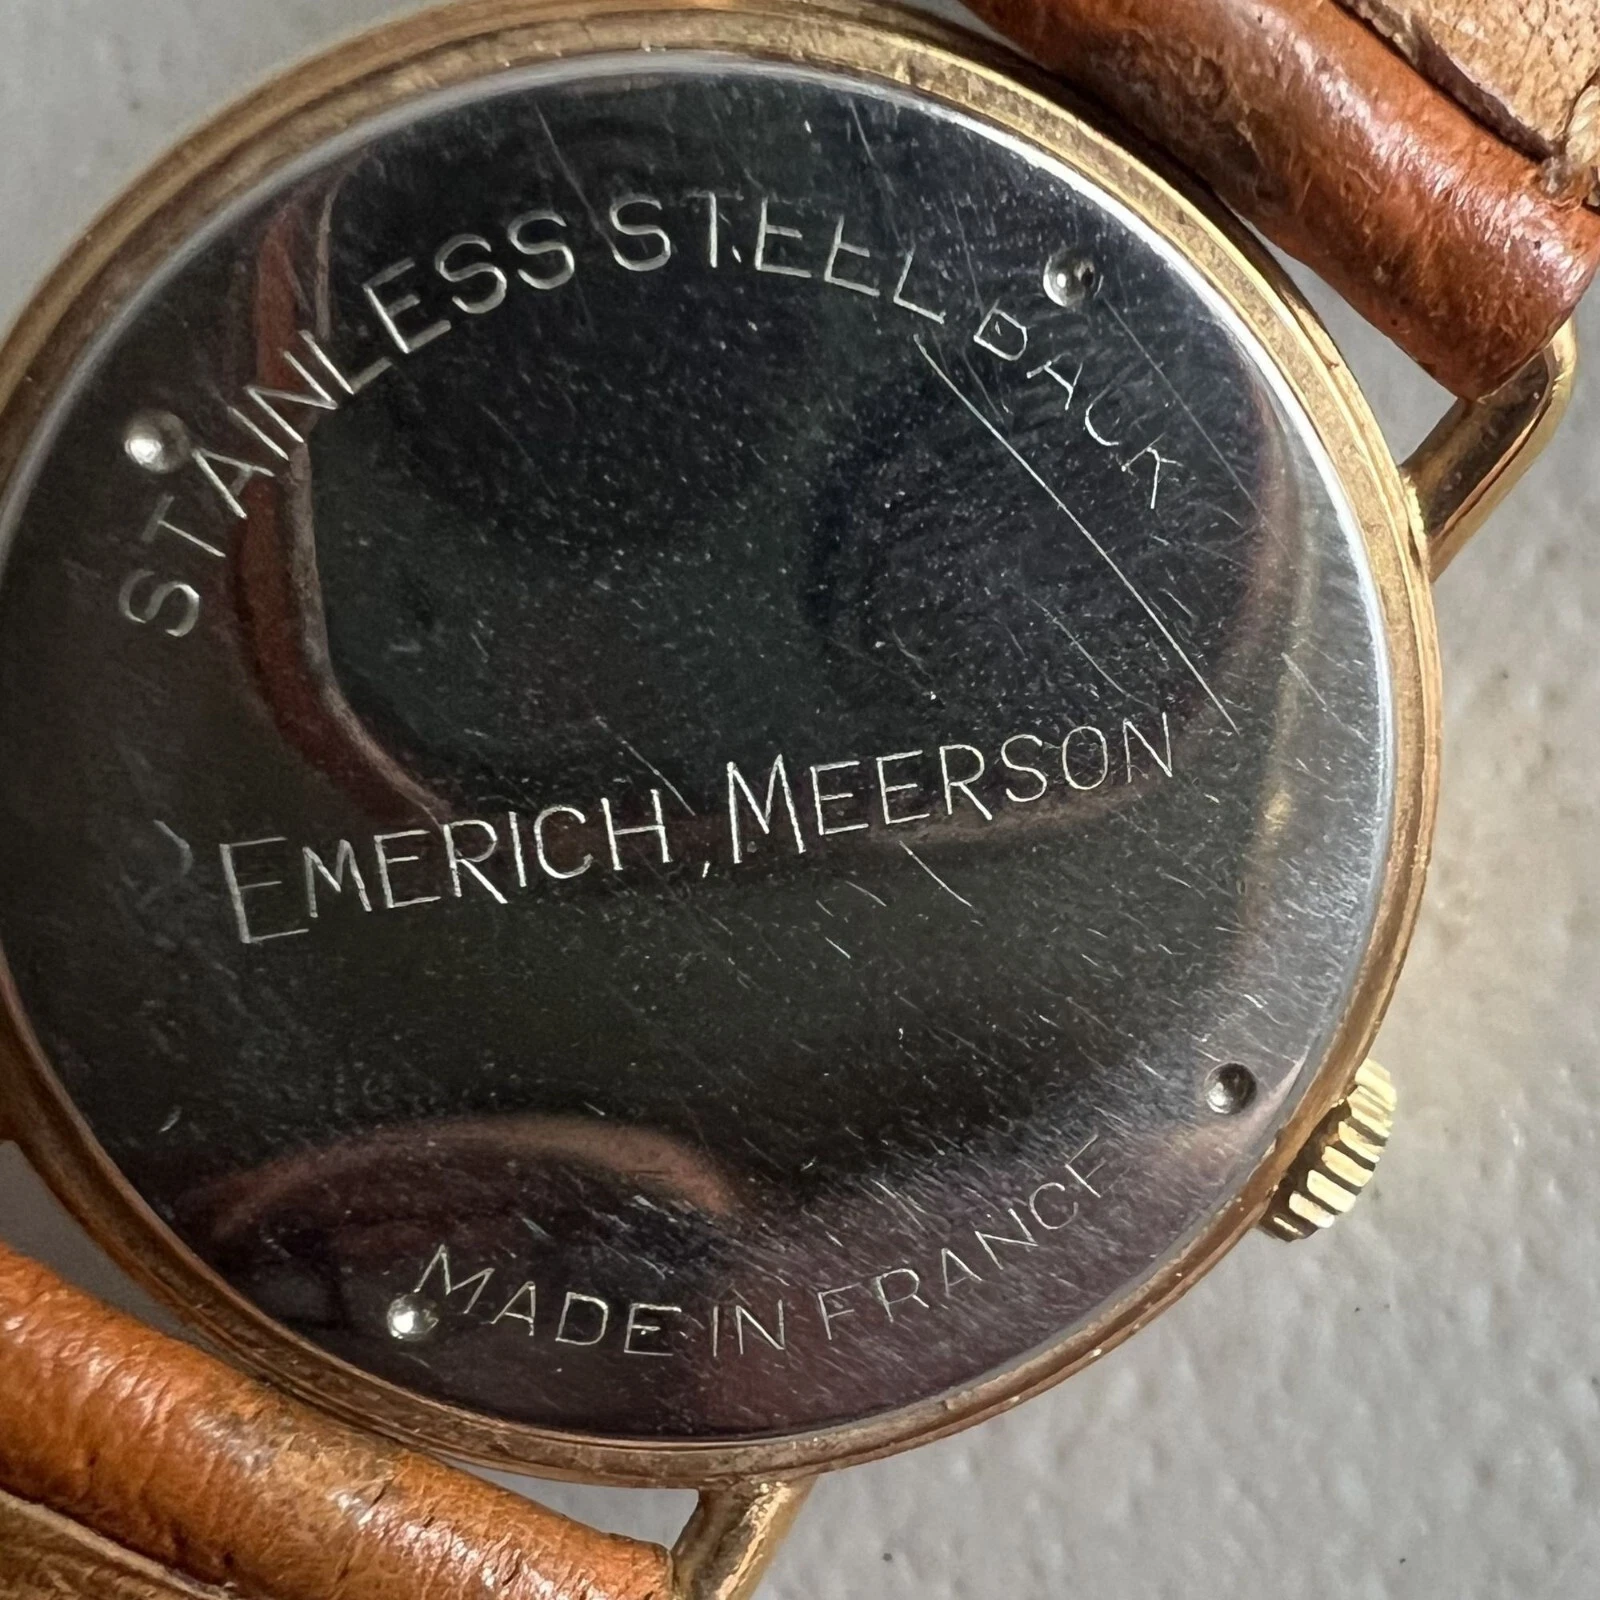 STAINLESS STEEL BACK
EMERICH MEERSON
MADE IN FRANCE